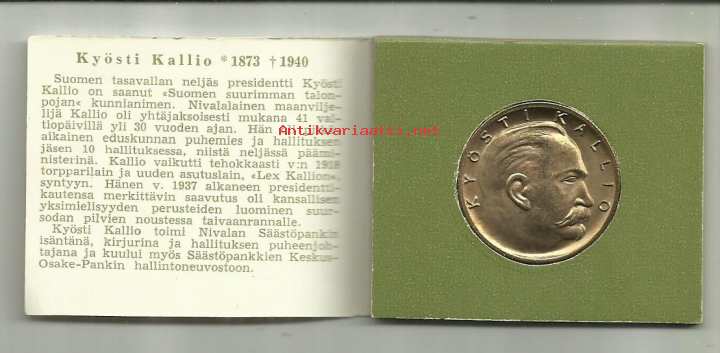 Kyösti Kallio *1873 †1940
Suomen tasavallan neljäs presidentti Kyösti
Kallio on saanut «Suomen suurimman talon-
pojan« kunnianimen. Nivalalainen maanvilje-
lijä Kallio oli yhtäjaksoisesti mukana 41 val-
tiopäivillä yli 30 vuoden ajan. Hän
aikainen eduskunnan puhemies ja hallituksen
jäsen 10 hallituksessa, niistä neljässä päämi-
nisterinä. Kallio vaikutti tehokkaasti v:n 1918
torpparilain ja uuden asutuslain, «Lex Kallion«,
syntyyn. Hänen v. 1937 alkaneen presidentti-
kautensa merkittävin saavutus oli kansallisen
yksimielisyyden perusteiden luominen suur-
sodan pilvien noustessa taivaanrannalle.
Kyösti Kallio toimi Nivalan Säästöpankin
isäntänä, kirjurina ja hallituksen puheenjoh-
tajana ja kuului myös Säästöpankkien Keskus-
Osake-Pankin hallintoneuvostoon.
Antikvariaatti.net
KYÖSTI KALLIO